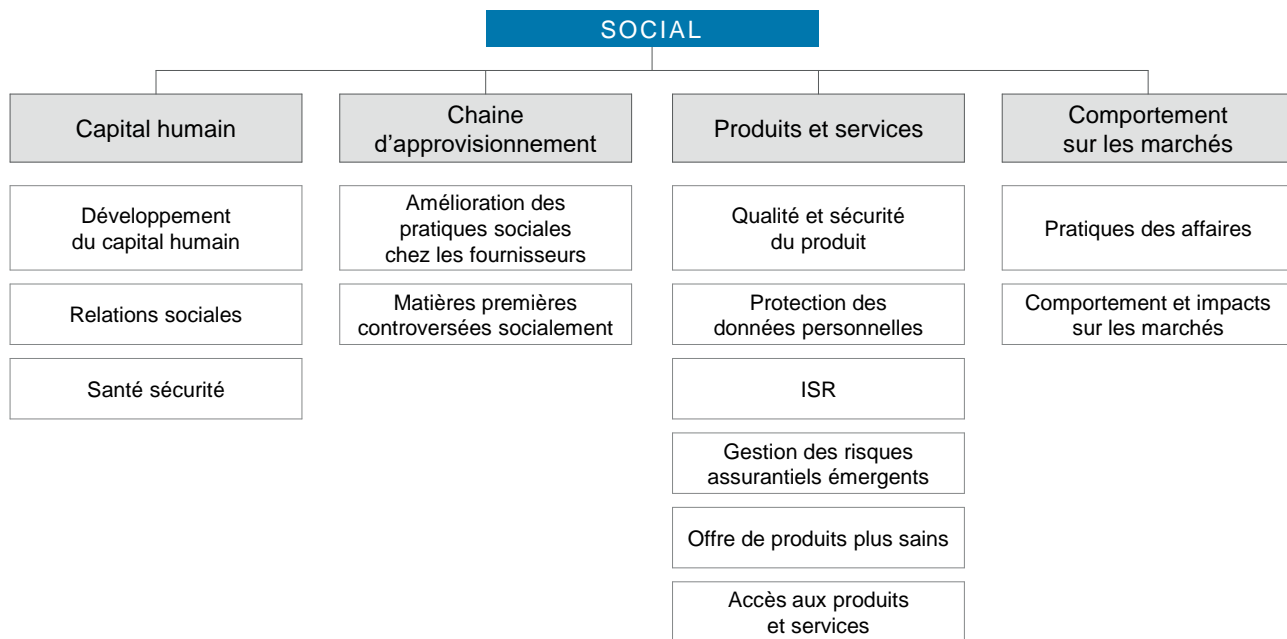 SOCIAL
Capital humain
Chaine
d’approvisionnement
Produits et services
Comportement
sur les marchés
Développement
du capital humain
Amélioration des
pratiques sociales
chez les fournisseurs
Qualité et sécurité
du produit
Pratiques des affaires
Relations sociales
Matières premières
controversées socialement
Protection des
données personnelles
Comportement et impacts
sur les marchés
Santé sécurité
ISR
Gestion des risques
assurantiels émergents
Offre de produits plus sains
Accès aux produits
et services